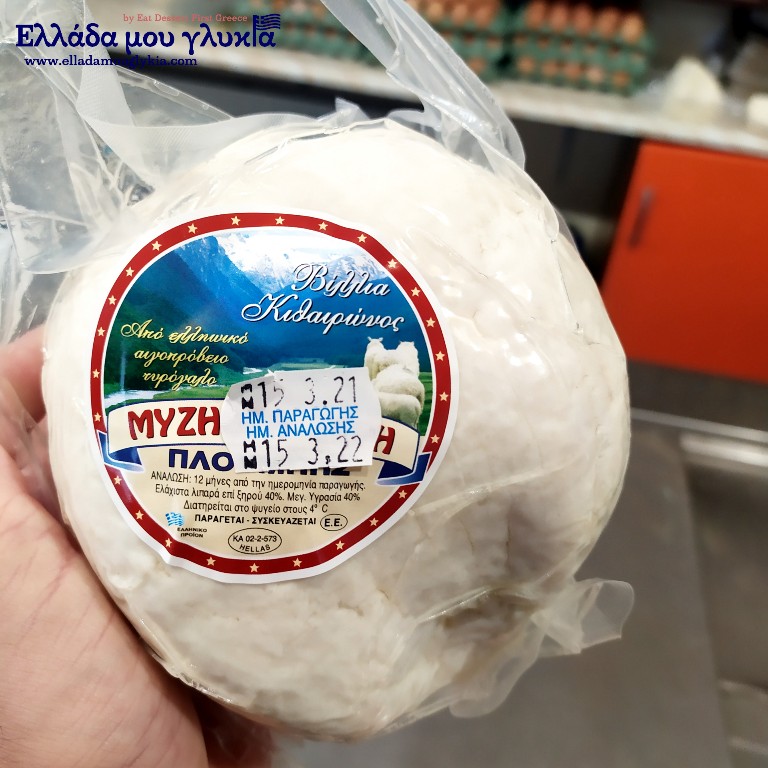 by Eat Dessert First Greece
Ελλάδα μου γλυκιά
www.elladamouglykia.com
Βίλλια
Κιθαιρώνος
Από ελληνικό
αιγοπρόβειο
τυρόγαλο
15 3.21
ΗΜ. ΠΑΡΑΓΩΓΗΣ
ΗΜ. ΑΝΑΛΩΣΗΣ
15 3.22
ΑΝΑΛΩΣΗ: 12 μήνες από την ημερομηνία παραγωγής.
Ελάχιστα λιπαρά επί ξηρού 40%. Μεγ. Υγρασία 40%
Διατηρείται στο ψυγείο στους 4° C
ΠΑΡΑΓΕΤΑΙ - ΣΥΣΚΕΥΑΖΕΤΑΙ Ε.Ε.
ΕΛΛΗΝΙΚΟ
ΠΡΟΪΟΝ
ΚΑ 02-2-573
HELLAS